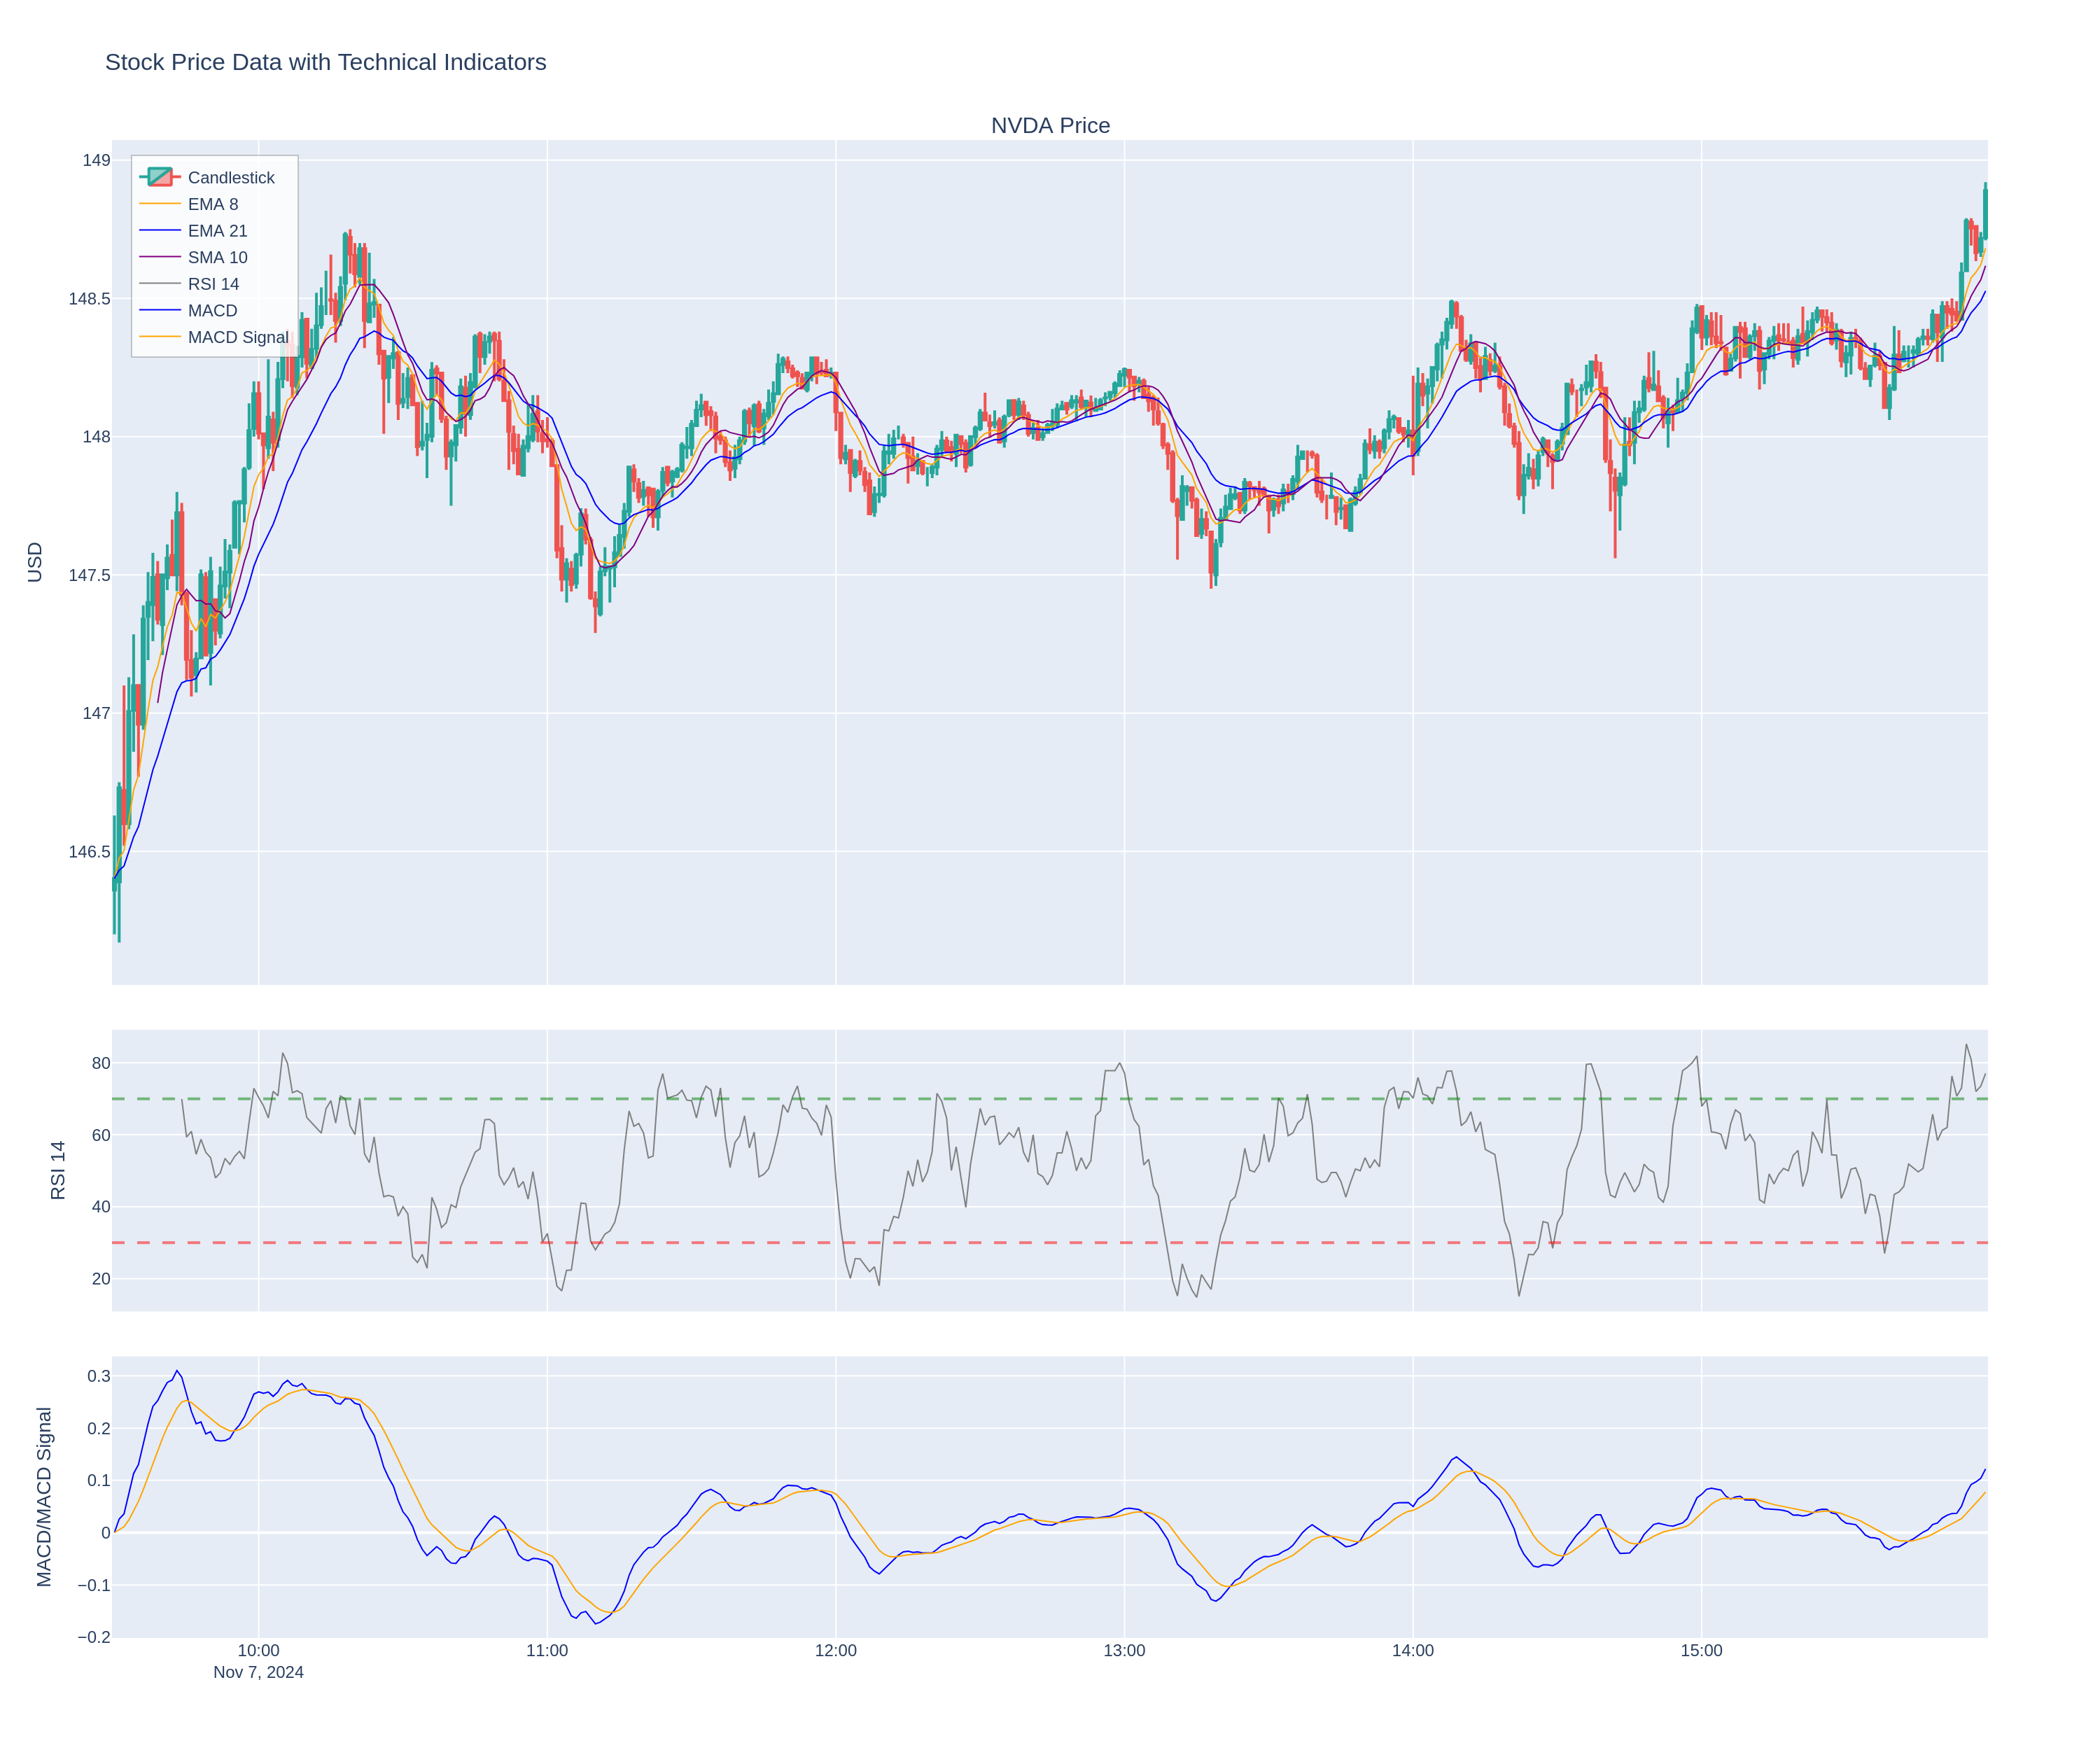 Stock Price Data with Technical Indicators
NVDA Price
Candlestick
EMA 8
EMA 21
SMA 10
RSI 14
MACD
MACD Signal
149
148.5
148
147.5
147
146.5
USD
80
60
40
20
RSI 14
0.3
0.2
0.1
0
−0.1
−0.2
MACD/MACD Signal
10:00 11:00 12:00 13:00 14:00 15:00
Nov 7, 2024